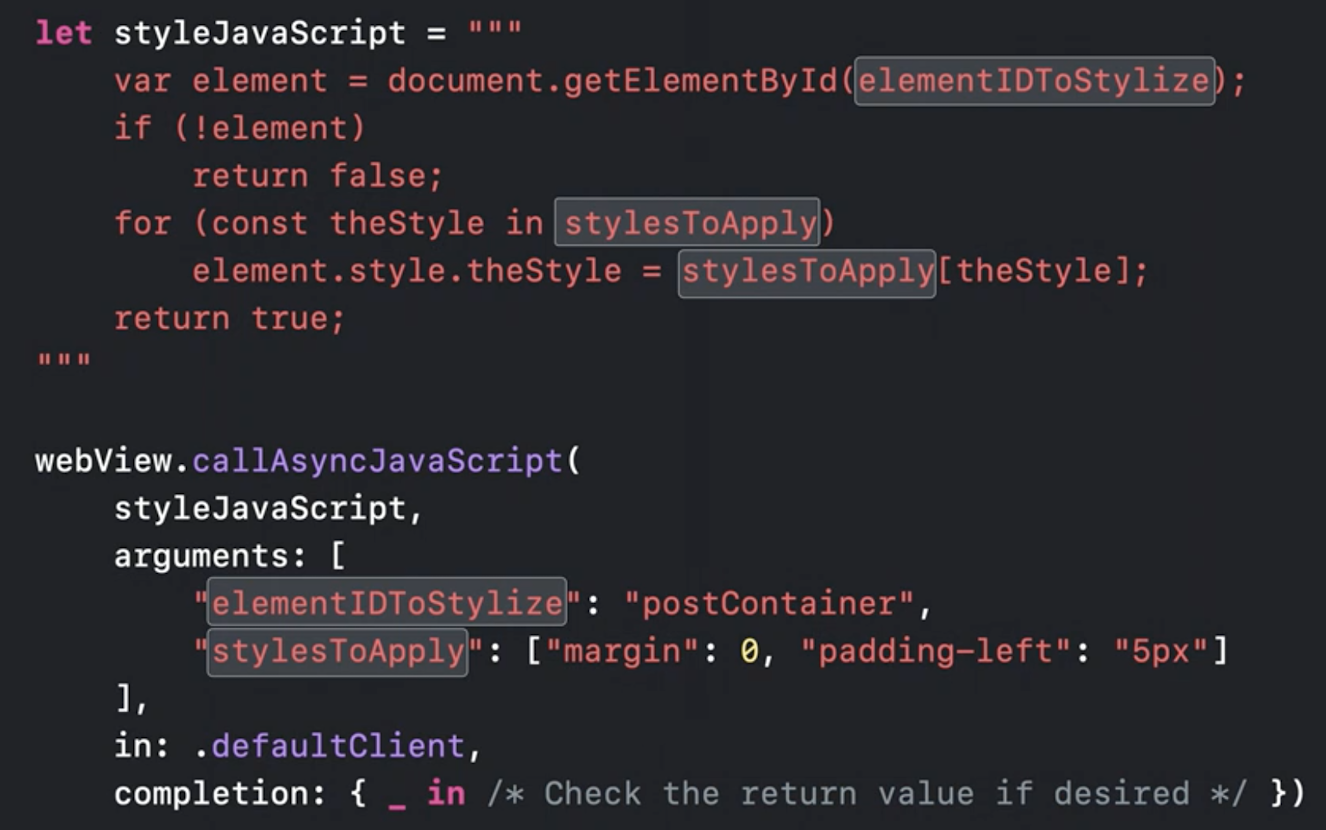 let styleJavaScript = """
    var element = document.getElementById(elementIDToStylize);
    if (!element)
        return false;
    for (const theStyle in stylesToApply)
        element.style.theStyle = stylesToApply[theStyle];
    return true;
"""
webView.callAsyncJavaScript(
    styleJavaScript,
    arguments: [
        "elementIDToStylize": "postContainer",
        "stylesToApply": ["margin": 0, "padding-left": "5px"]
    ],
    in: .defaultClient,
    completion: { _ in /* Check the return value if desired */ })